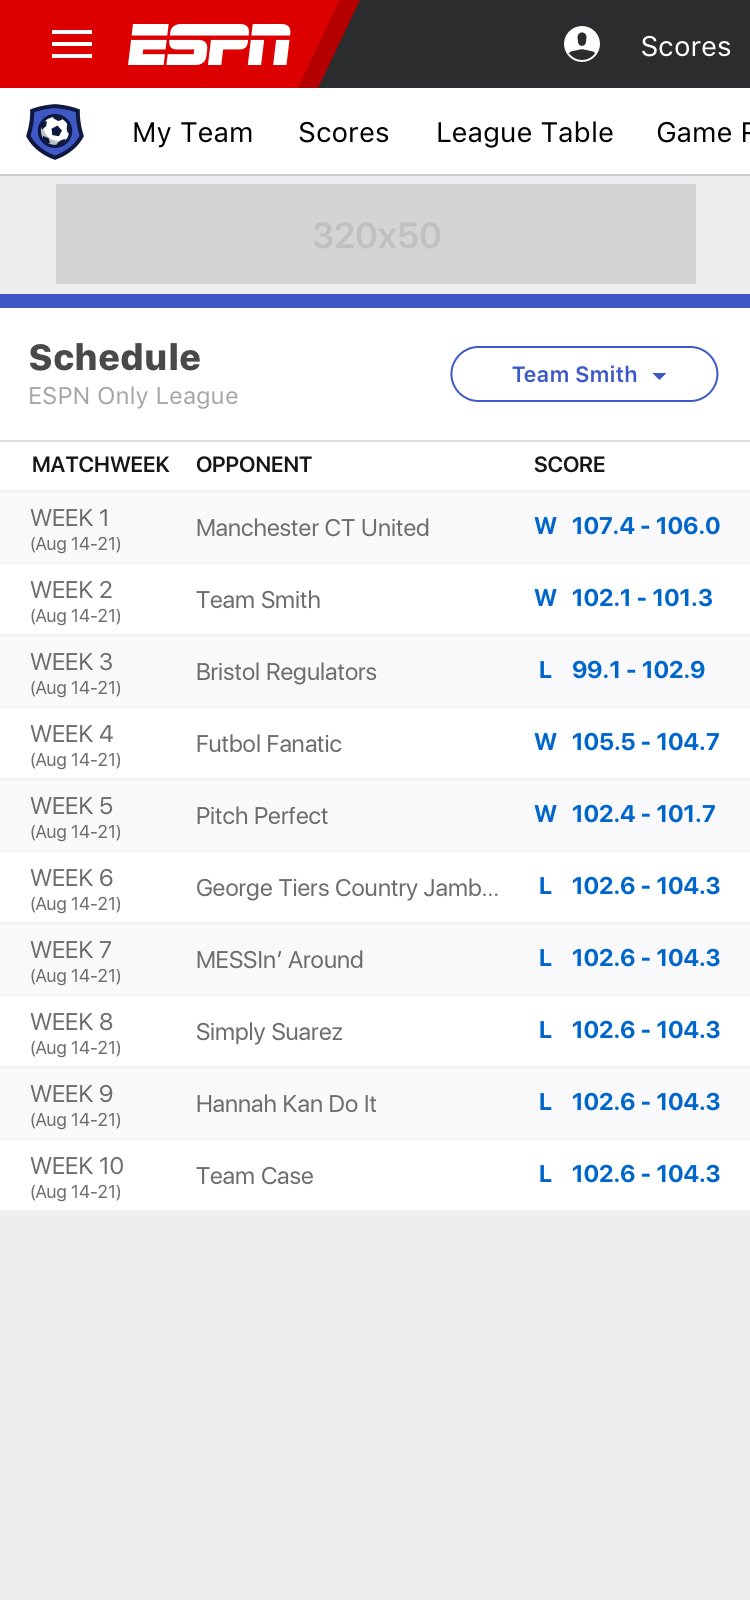 ESPN
Scores
My Team Scores League Table Game
320x50
Schedule
ESPN Only League
Team Smith
MATCHWEEK OPPONENT SCORE
WEEK 1
(Aug 14-21)
Manchester CT United
W 107.4 - 106.0
WEEK 2
(Aug 14-21)
Team Smith
W 102.1 - 101.3
WEEK 3
(Aug 14-21)
Bristol Regulators
L 99.1 - 102.9
WEEK 4
(Aug 14-21)
Futbol Fanatic
W 105.5 - 104.7
WEEK 5
(Aug 14-21)
Pitch Perfect
W 102.4 - 101.7
WEEK 6
(Aug 14-21)
George Tiers Country Jamb...
L 102.6 - 104.3
WEEK 7
(Aug 14-21)
MESSIn’ Around
L 102.6 - 104.3
WEEK 8
(Aug 14-21)
Simply Suarez
L 102.6 - 104.3
WEEK 9
(Aug 14-21)
Hannah Kan Do It
L 102.6 - 104.3
WEEK 10
(Aug 14-21)
Team Case
L 102.6 - 104.3